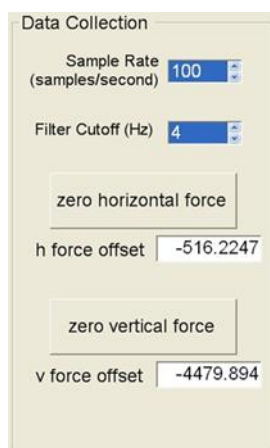 Data Collection
Sample Rate
(samples/second)
100
Filter Cutoff (Hz)
4
zero horizontal force
h force offset
-516.2247
zero vertical force
v force offset
-4479.894